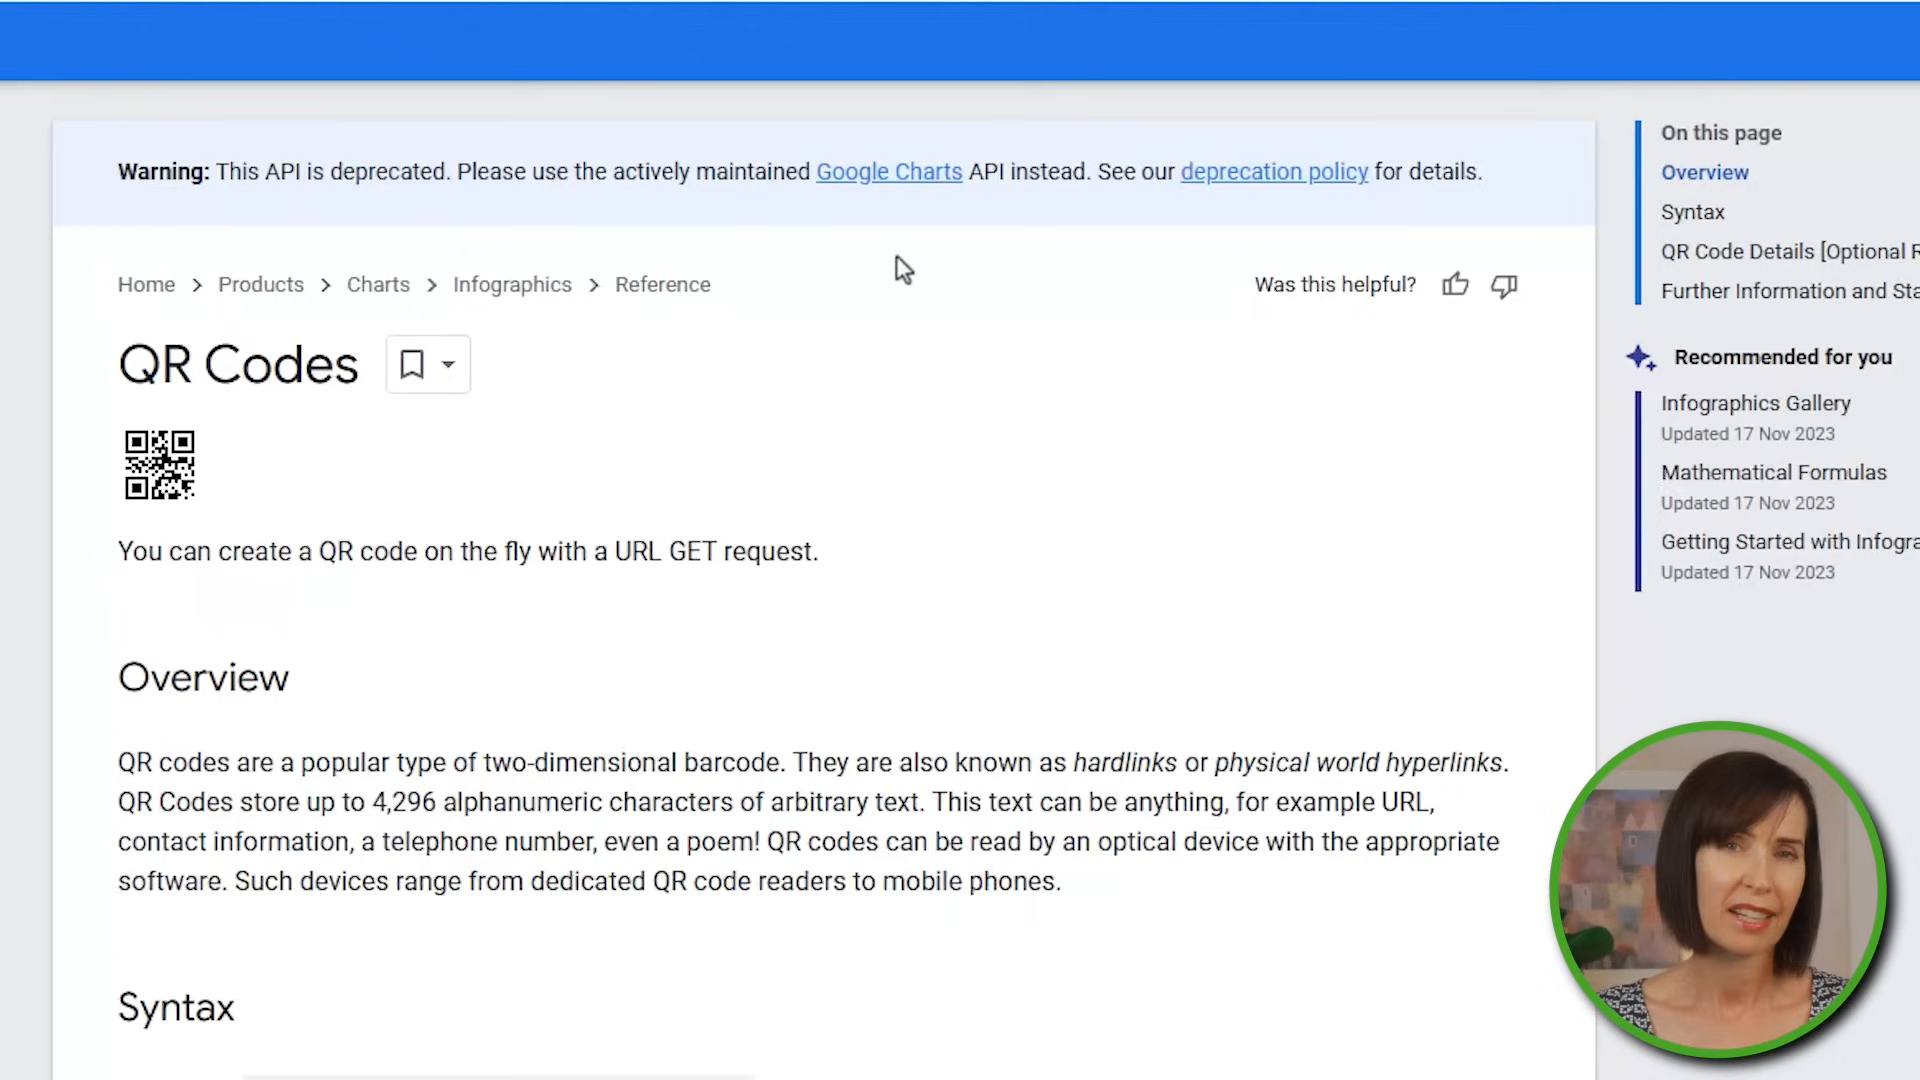 Warning: This API is deprecated. Please use the actively maintained Google Charts API instead. See our deprecation policy for details.
Home > Products > Charts > Infographics > Reference
Was this helpful?
QR Codes
You can create a QR code on the fly with a URL GET request.
Overview
QR codes are a popular type of two-dimensional barcode. They are also known as hardlinks or physical world hyperlinks.
QR Codes store up to 4,296 alphanumeric characters of arbitrary text. This text can be anything, for example URL,
contact information, a telephone number, even a poem! QR codes can be read by an optical device with the appropriate
software. Such devices range from dedicated QR code readers to mobile phones.
Syntax
On this page
Overview
Syntax
QR Code Details [Optional R
Further Information and Sta
Recommended for you
Infographics Gallery
Updated 17 Nov 2023
Mathematical Formulas
Updated 17 Nov 2023
Getting Started with Infogra
Updated 17 Nov 2023